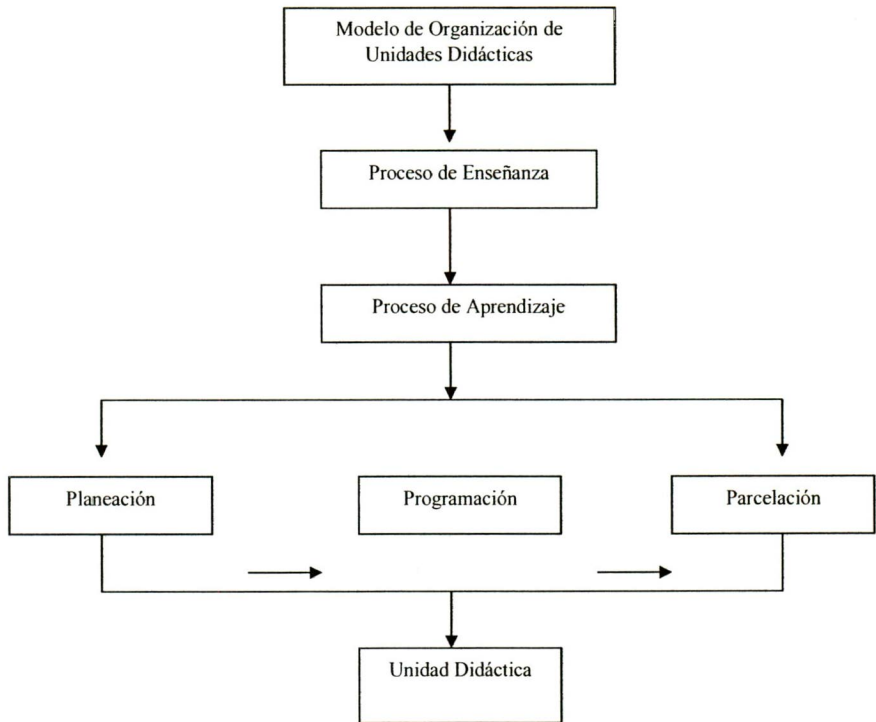 Modelo de Organización de
Unidades Didácticas
Proceso de Enseñanza
Proceso de Aprendizaje
Planeación
Programación
Parcelación
Unidad Didáctica